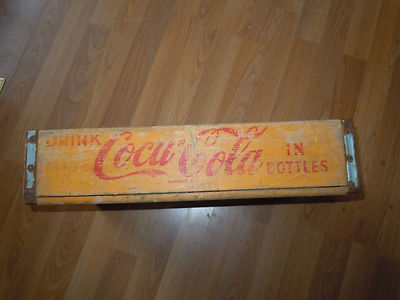 DRINK
Coca-Cola
IN
BOTTLES